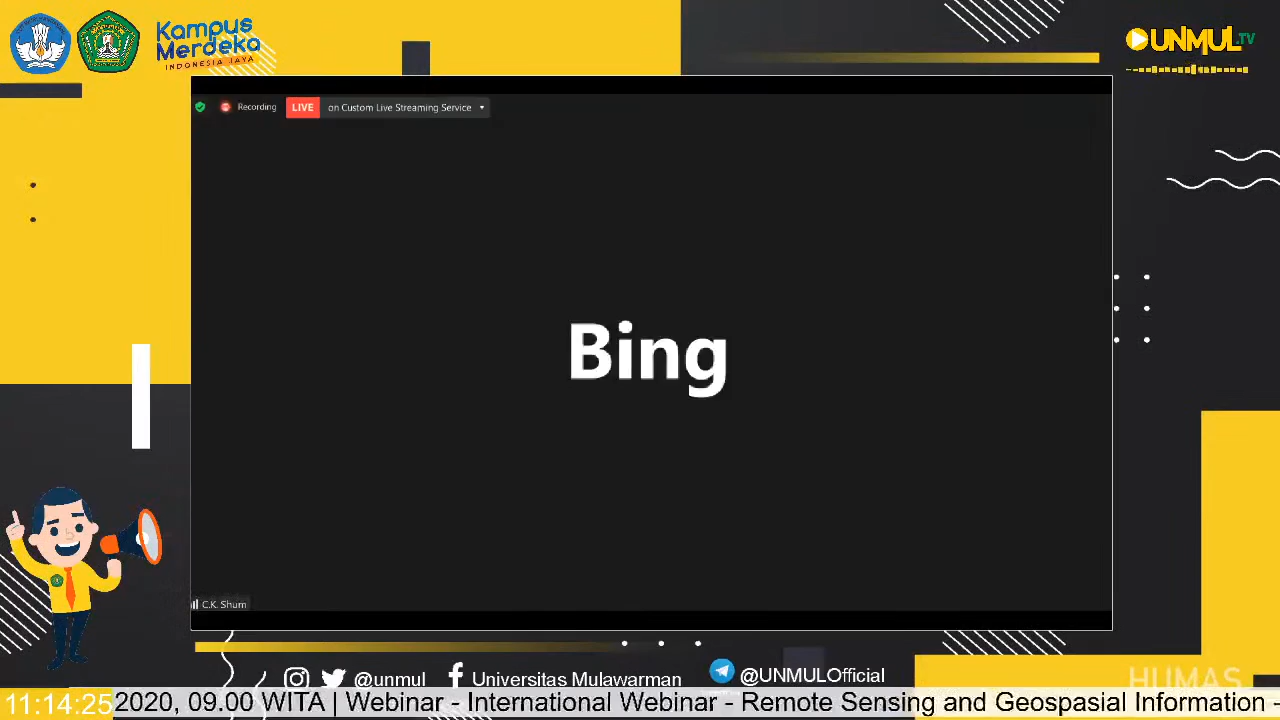 Kampus
Merdeka
INDONESIA JAYA
UNMUL.TV
Recording
LIVE on Custom Live Streaming Service
Bing
C.K. Shum
@unmul
Universitas Mulawarman
@UNMULOfficial
HUMAS
11:14:25
2020, 09.00 WITA | Webinar - International Webinar - Remote Sensing and Geospasial Information -